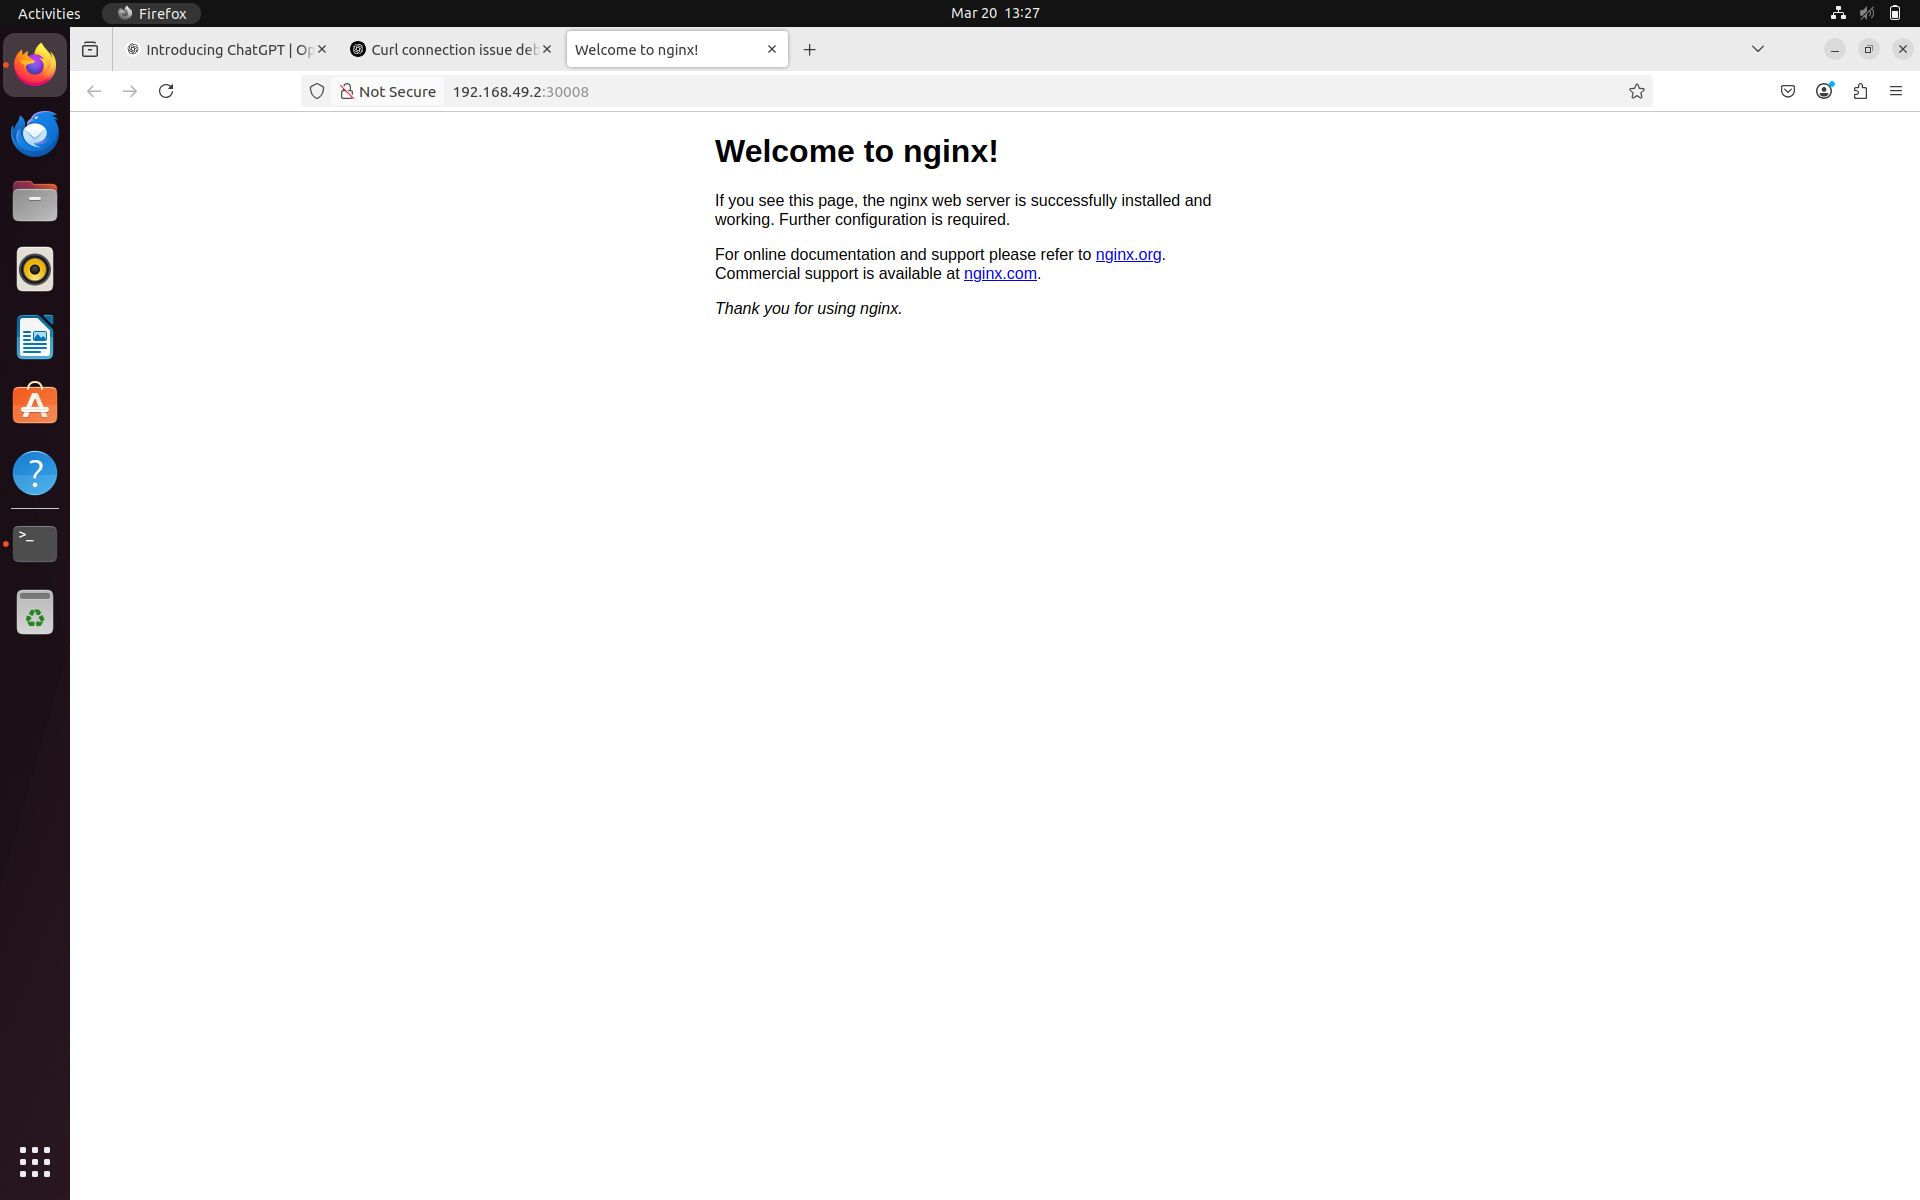 Activities
Firefox
Mar 20 13:27
Introducing ChatGPT | Op
Curl connection issue deb
Welcome to nginx!
Not Secure
192.168.49.2:30008
Welcome to nginx!
If you see this page, the nginx web server is successfully installed and
working. Further configuration is required.
For online documentation and support please refer to nginx.org.
Commercial support is available at nginx.com.
Thank you for using nginx.